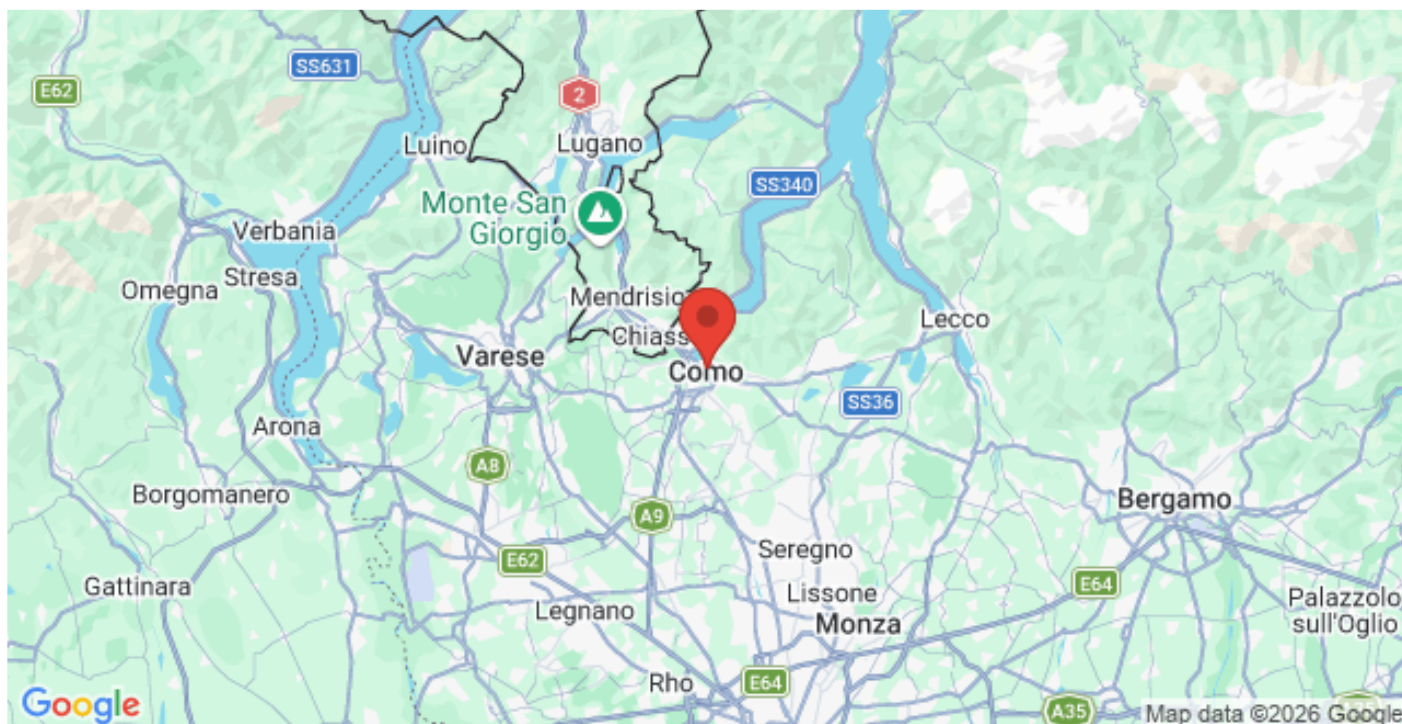 SS631
E62
2
Luino
Lugano
SS340
Monte San
Giorgio
Verbania
Stresa
Omegna
Mendrisio
Lecco
Chiass
Varese
Como
SS36
Arona
A8
Borgomanero
Bergamo
A9
Seregno
E62
E64
Gattinara
Lissone
Legnano
Palazzolo
sull'Oglio
Monza
Rho
E64
Google
A35
Map data ©2026 Google